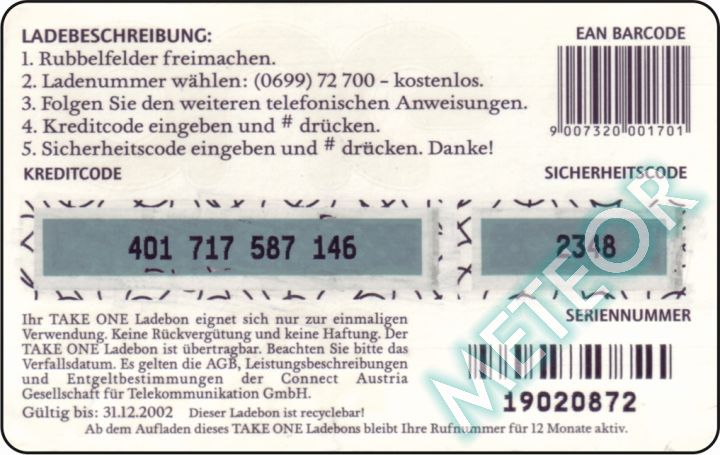 LADEBESCHREIBUNG:
1. Rubbelfelder freimachen.
2. Ladenummer wählen: (0699) 72 700 – kostenlos.
3. Folgen Sie den weiteren telefonischen Anweisungen.
4. Kreditcode eingeben und # drücken.
5. Sicherheitscode eingeben und # drücken. Danke!
EAN BARCODE
9 007320 001701
KREDITCODE
SICHERHEITSCODE
401 717 587 146
2348
METEOR
Ihr TAKE ONE Ladebon eignet sich nur zur einmaligen
Verwendung. Keine Rückvergütung und keine Haftung. Der
TAKE ONE Ladebon ist übertragbar. Beachten Sie bitte das
Verfallsdatum. Es gelten die AGB, Leistungsbeschreibungen
und Entgeltbestimmungen der Connect Austria
Gesellschaft für Telekommunikation GmbH.
Gültig bis: 31.12.2002 Dieser Ladebon ist recyclebar!
SERIENNUMMER
19020872
Ab dem Aufladen dieses TAKE ONE Ladebons bleibt Ihre Rufnummer für 12 Monate aktiv.